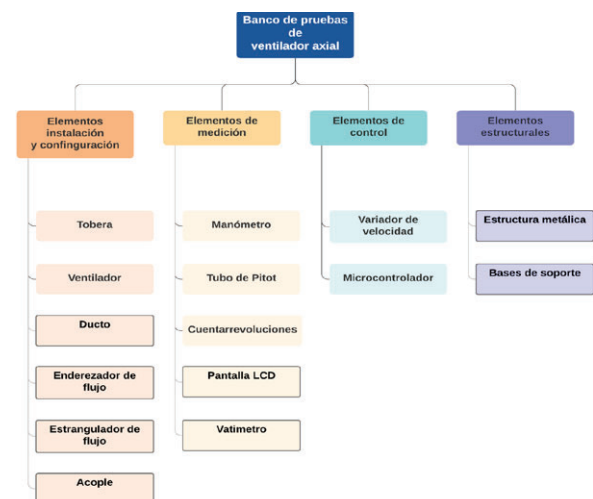 Banco de pruebas
de
ventilador axial
Elementos
instalación
y confinguración
Elementos de
medición
Elementos de
control
Elementos
estructurales
Tobera
Ventilador
Ducto
Enderezador de
flujo
Estrangulador de
flujo
Acople
Manómetro
Tubo de Pitot
Cuentarrevoluciones
Pantalla LCD
Vatimetro
Variador de
velocidad
Microcontrolador
Estructura metálica
Bases de soporte